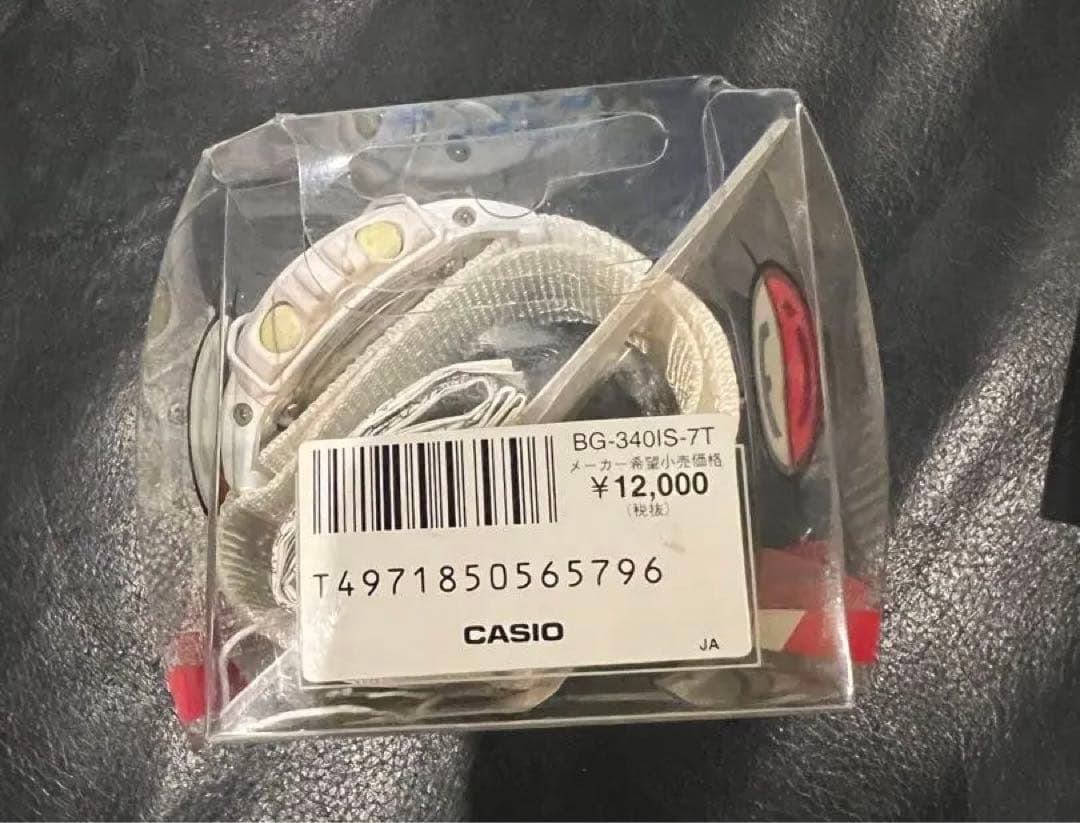 BG-340IS-7T
メーカー希望小売価格
¥12,000
(税抜)
T4971850565796
CASIO
JA